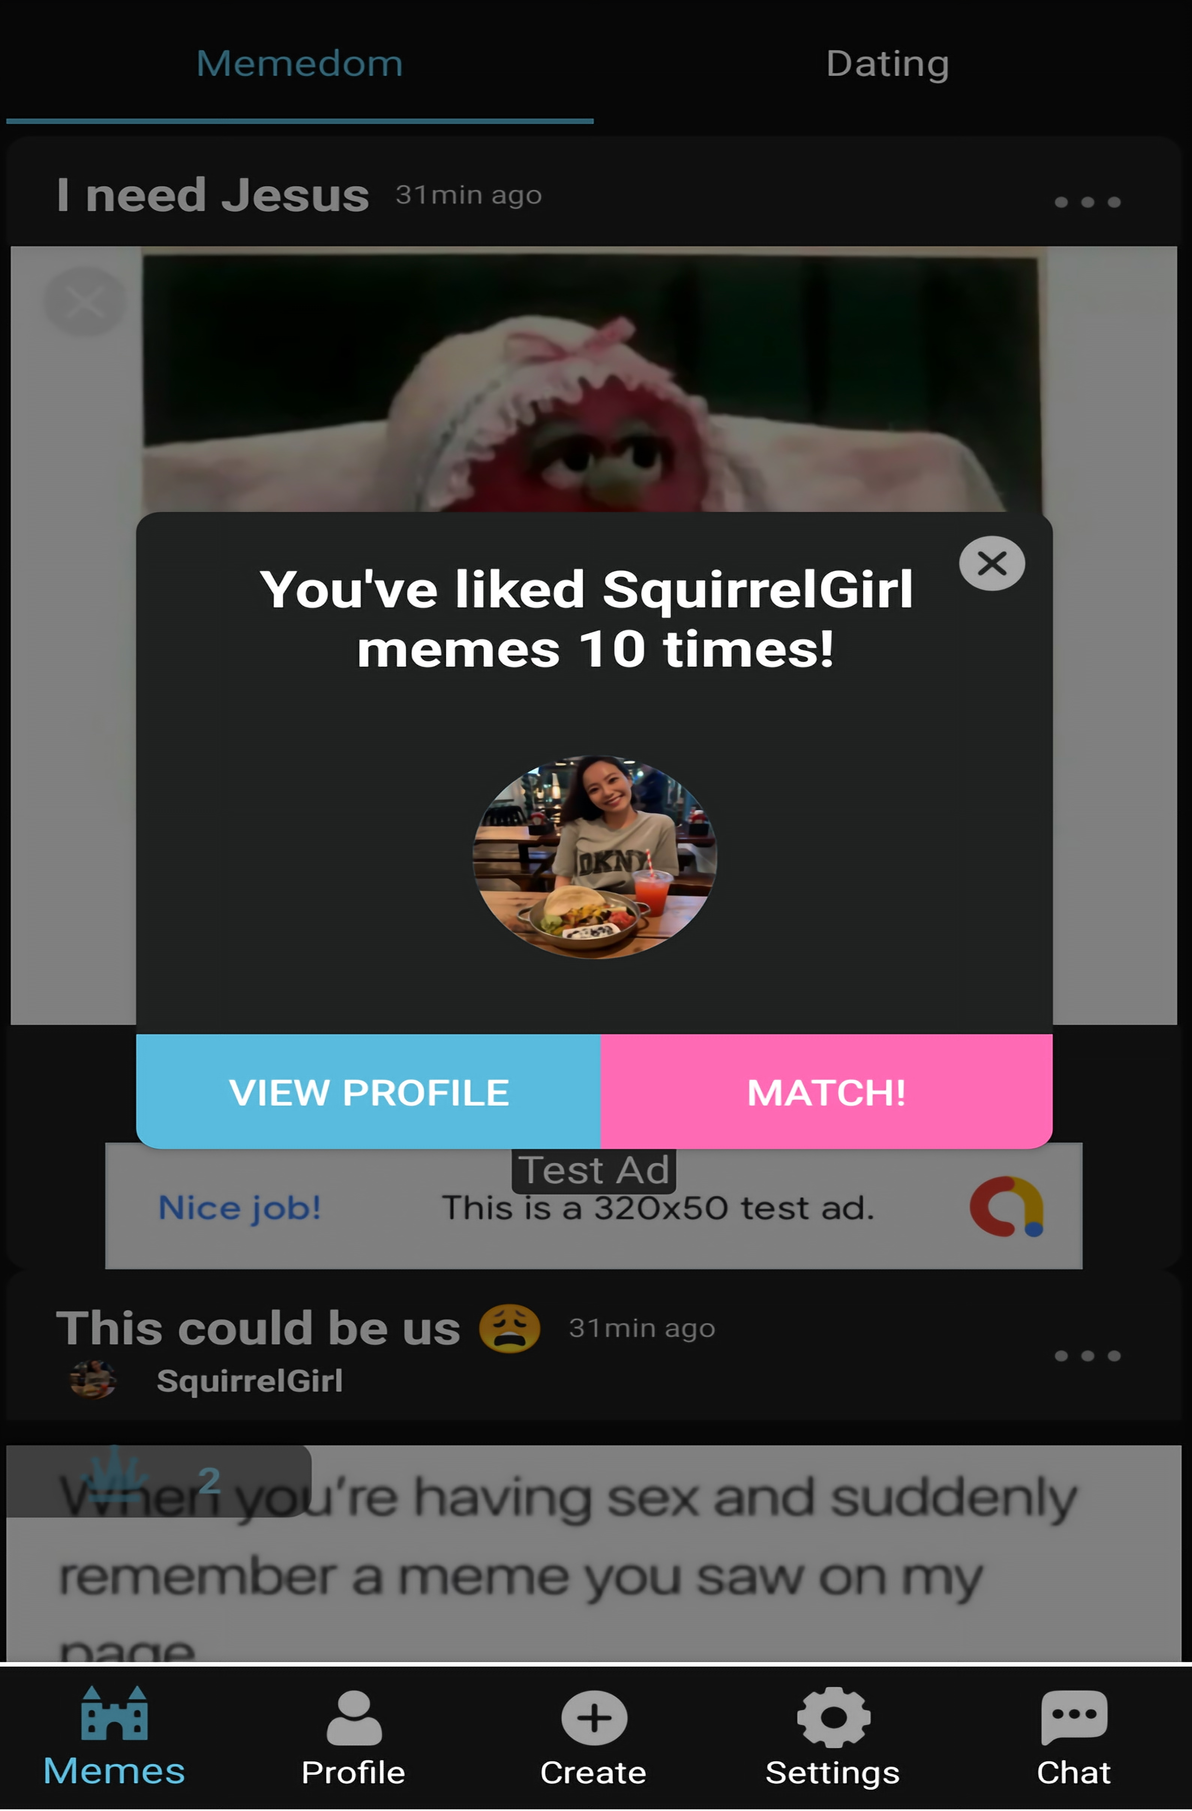 Memedom Dating
I need Jesus 31min ago
You've liked SquirrelGirl
memes 10 times!
DKNY
VIEW PROFILE MATCH!
Test Ad
Nice job! This is a 320x50 test ad.
This could be us 😩 31min ago
SquirrelGirl
2
When you're having sex and suddenly
remember a meme you saw on my
page
Memes Profile Create Settings Chat